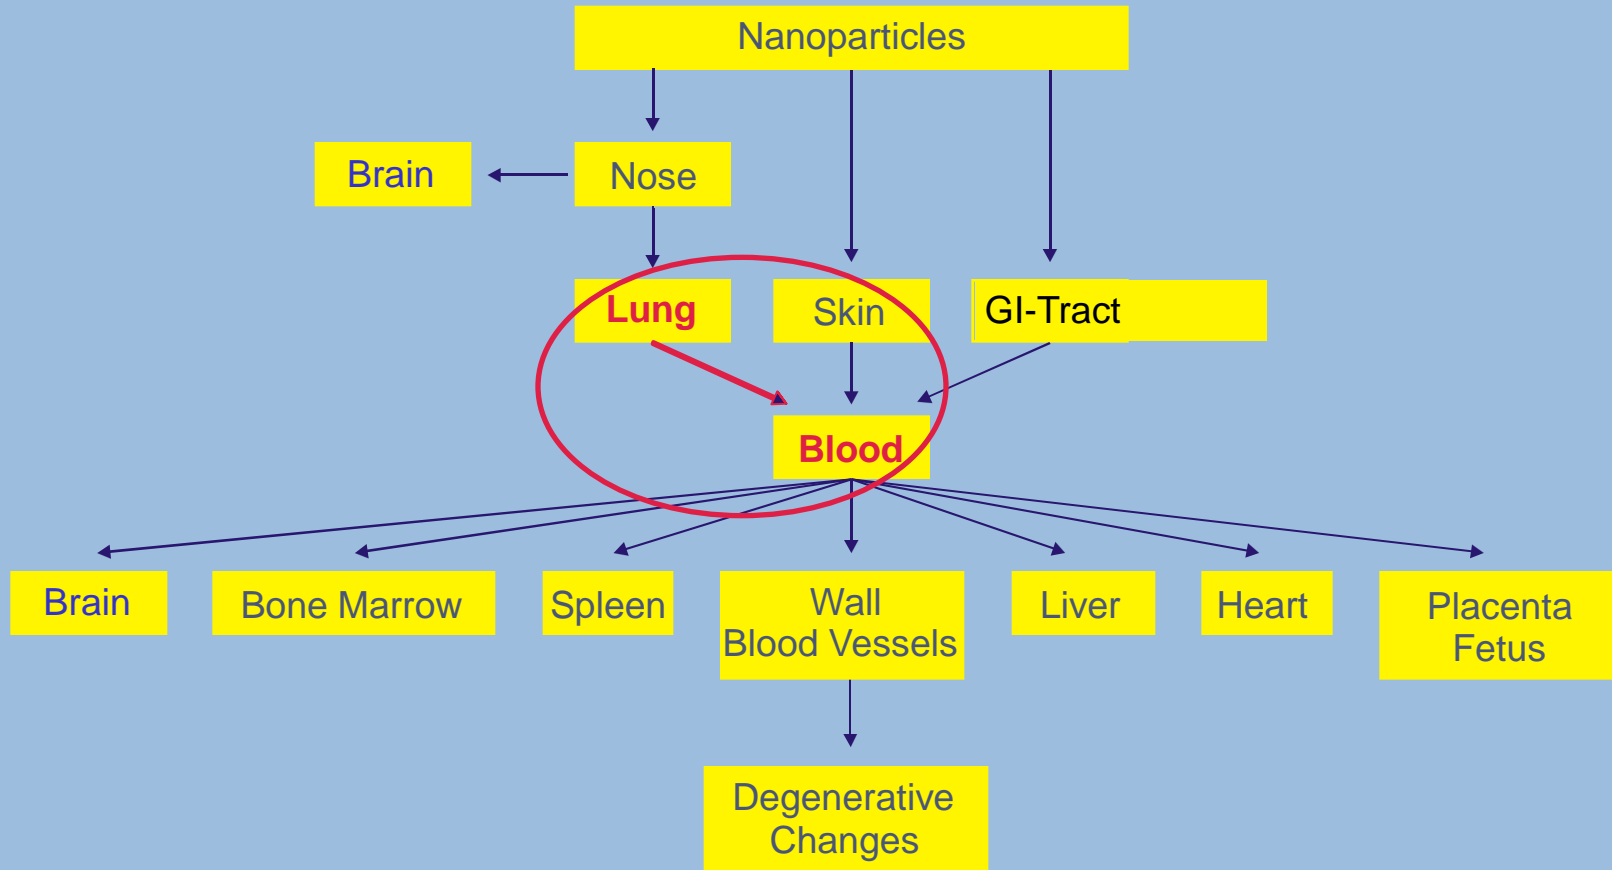 Nanoparticles
Brain
Nose
Lung
Skin
GI-Tract
Blood
Brain
Bone Marrow
Spleen
Wall
Blood Vessels
Liver
Heart
Placenta
Fetus
Degenerative
Changes